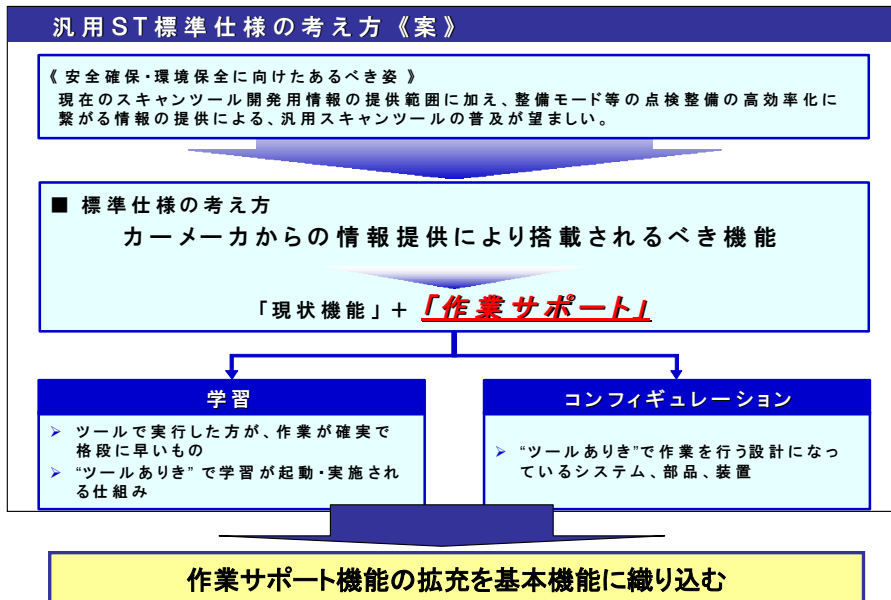 汎用ST標準仕様の考え方《案》
《安全確保・環境保全に向けたあるべき姿》
現在のスキャンツール開発用情報の提供範囲に加え、整備モード等の点検整備の高効率化に
繋がる情報の提供による、汎用スキャンツールの普及が望ましい。
■ 標準仕様の考え方
カーメーカからの情報提供により搭載されるべき機能
「現状機能」+「作業サポート」
学習
➢ ツールで実行した方が、作業が確実で
格段に早いもの
➢ “ツールありき”で学習が起動・実施され
る仕組み
コンフィギュレーション
➢ “ツールありき”で作業を行う設計になっ
ているシステム、部品、装置
作業サポート機能の拡充を基本機能に織り込む